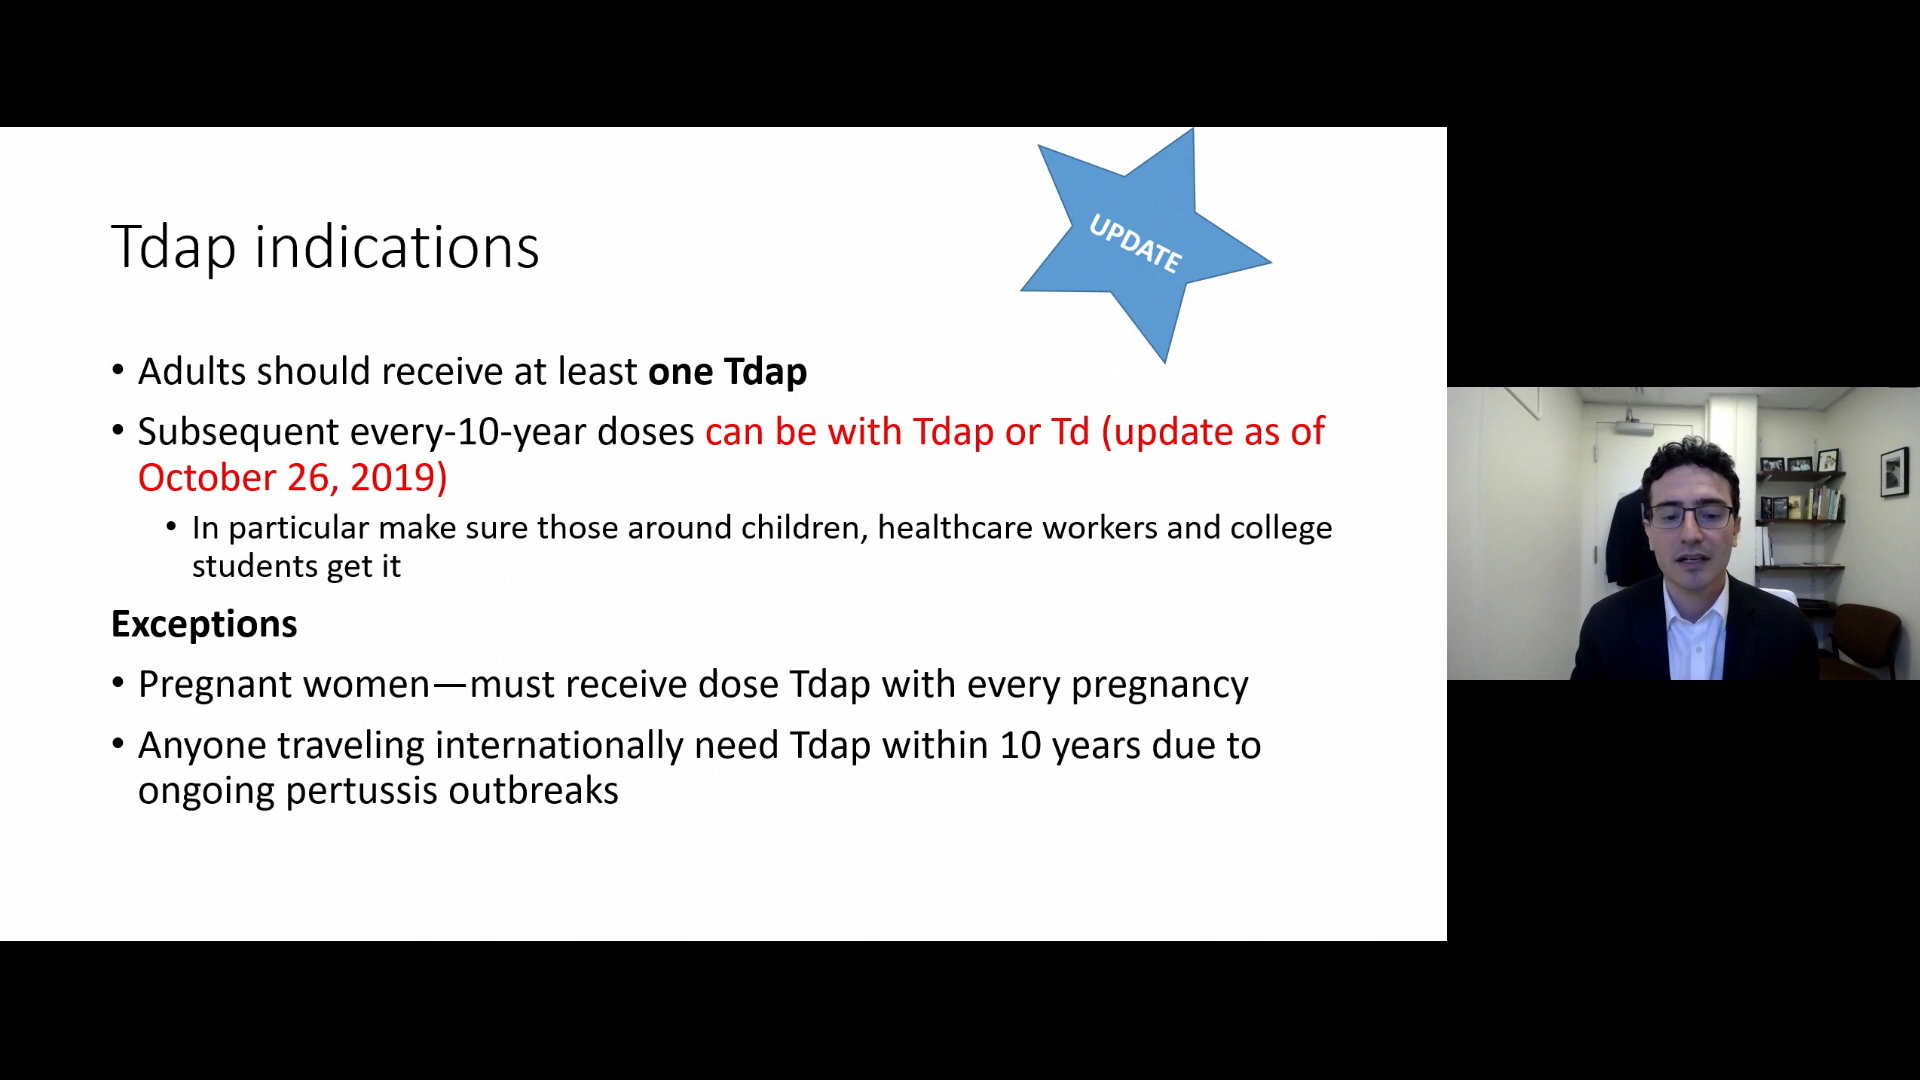 UPDATE
Tdap indications
• Adults should receive at least one Tdap
• Subsequent every-10-year doses can be with Tdap or Td (update as of
October 26, 2019)
• In particular make sure those around children, healthcare workers and college
students get it
Exceptions
• Pregnant women—must receive dose Tdap with every pregnancy
• Anyone traveling internationally need Tdap within 10 years due to
ongoing pertussis outbreaks